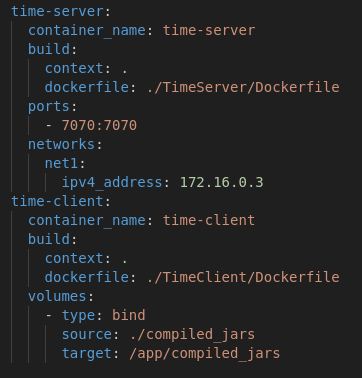 time-server:
  container_name: time-server
  build:
    context: .
    dockerfile: ./TimeServer/Dockerfile
  ports:
    - 7070:7070
  networks:
    net1:
      ipv4_address: 172.16.0.3
time-client:
  container_name: time-client
  build:
    context: .
    dockerfile: ./TimeClient/Dockerfile
  volumes:
    - type: bind
      source: ./compiled_jars
      target: /app/compiled_jars